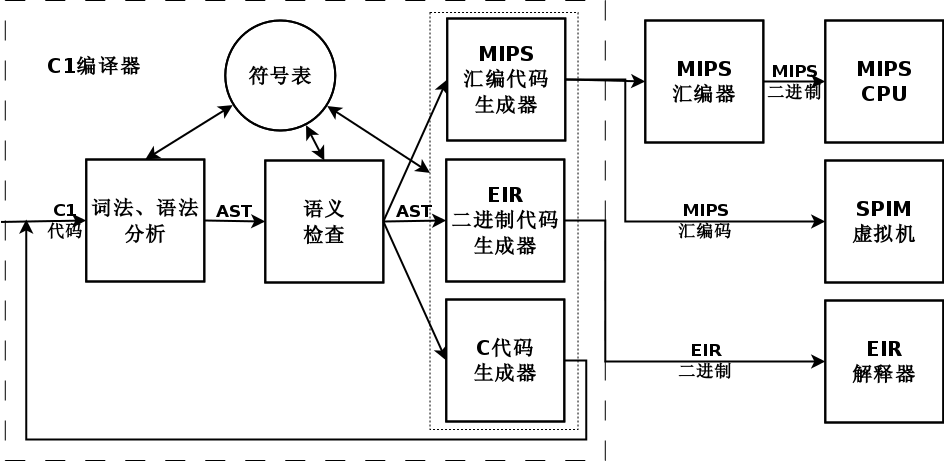 C1编译器
符号表
MIPS
汇编代码
生成器
MIPS
汇编器
MIPS
二进制
MIPS
CPU
C1
代码
词法、语法
分析
AST
语义
检查
AST
EIR
二进制代码
生成器
MIPS
汇编码
SPIM
虚拟机
C代码
生成器
EIR
二进制
EIR
解释器